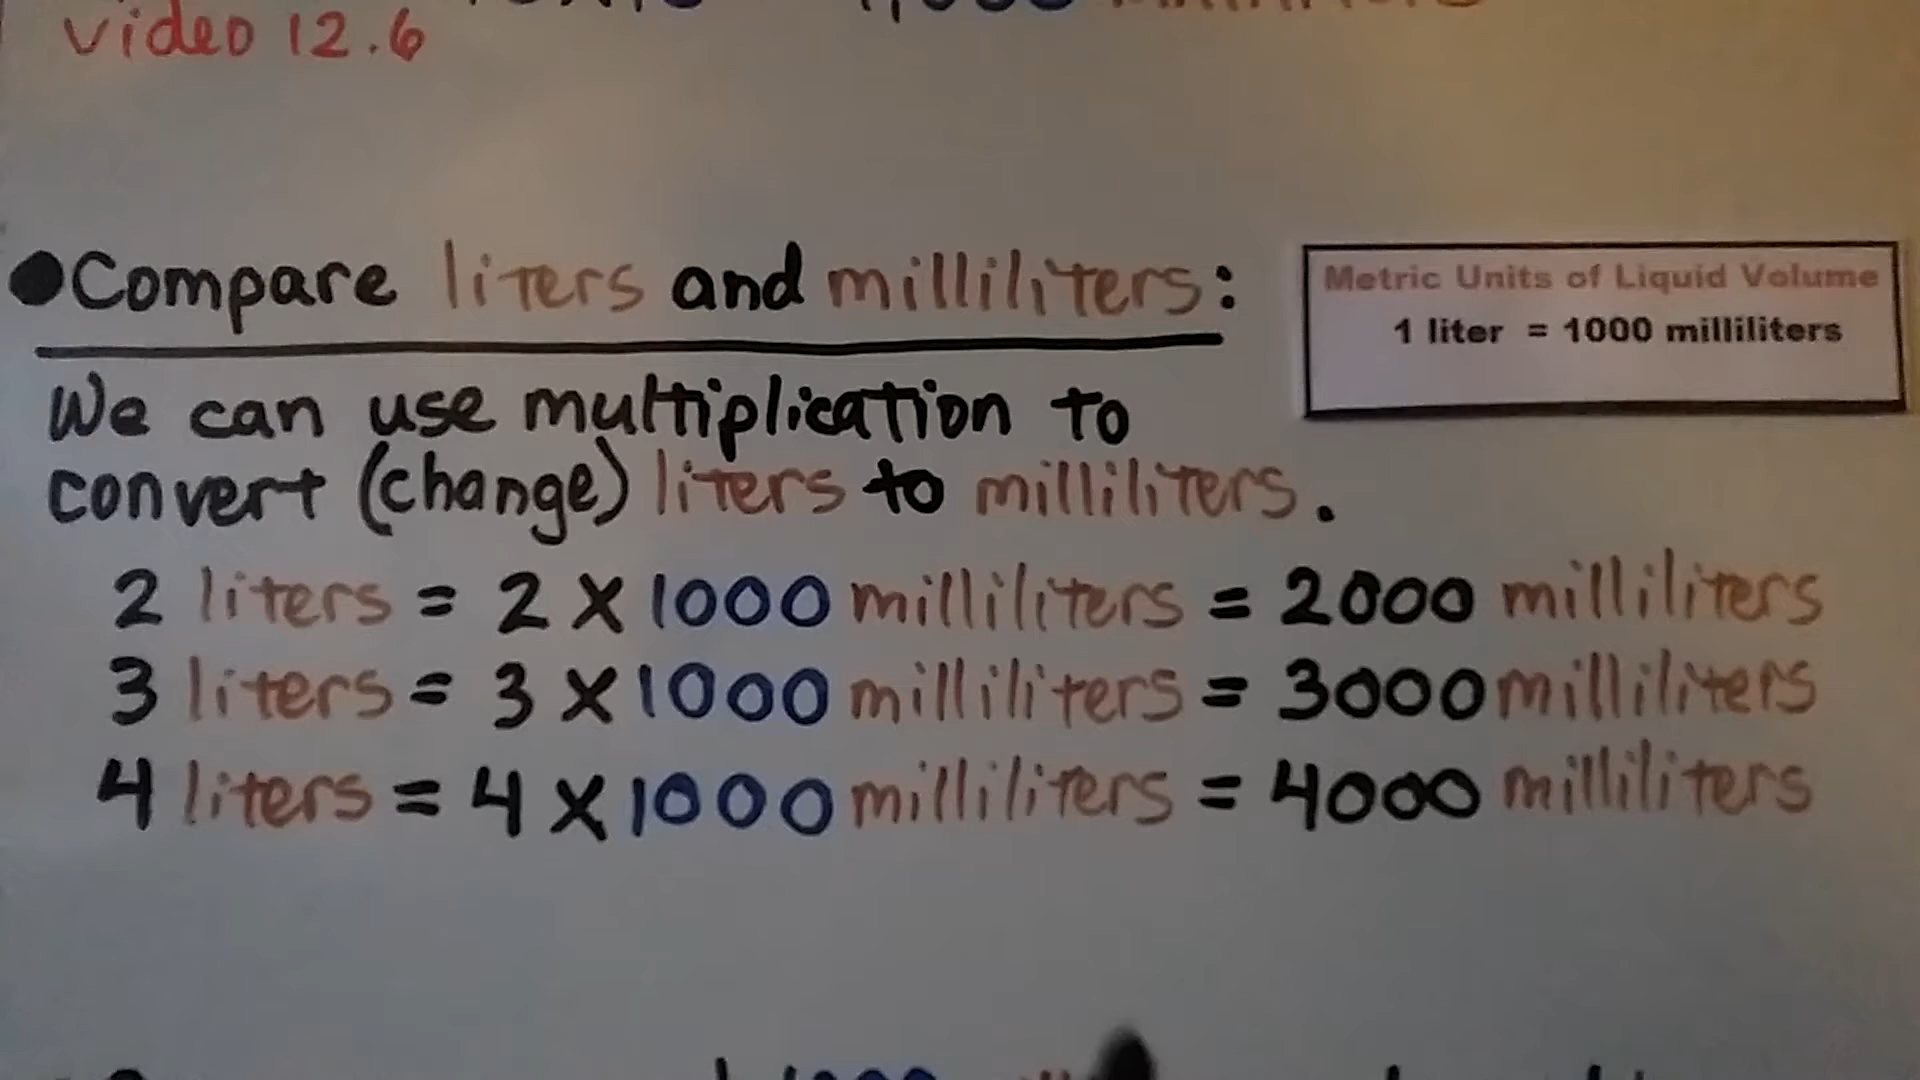 video 12.6
●Compare liters and milliliters:
Metric Units of Liquid Volume
1 liter = 1000 milliliters
We can use multiplication to
convert (change) liters to milliliters.
2 liters = 2 X 1000 milliliters = 2000 milliliters
3 liters = 3 X 1000 milliliters = 3000 milliliters
4 liters = 4 X 1000 milliliters = 4000 milliliters